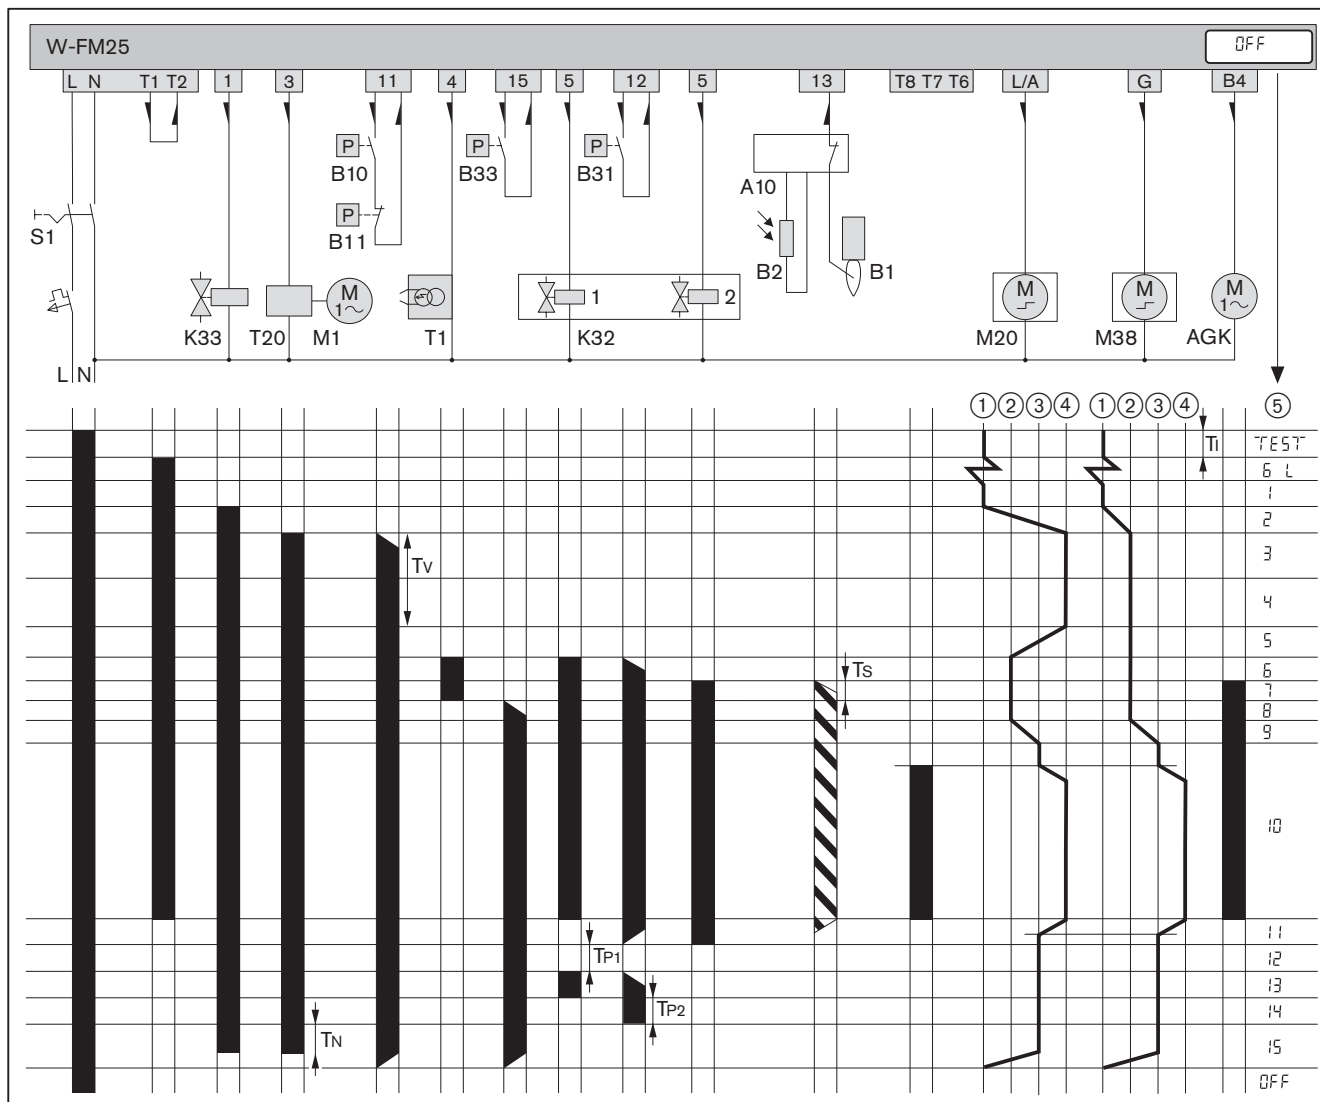 W-FM25
OFF
L N T1 T2 1 3 11 4 15 5 12 5 13 T8 T7 T6 L/A G B4
P P P
B10 B33 B31 A10
P
S1 B11 B2 B1
M 1~ 1 2 M M M 1~
K33 T20 M1 T1 K32 M20 M38 AGK
L N
① ② ③ ④ ① ② ③ ④ ⑤
TI TEST
6 L
1
2
TV 3
4
5
TS 6
7
8
9
10
11
TP1 12
13
TP2 14
TN 15
OFF